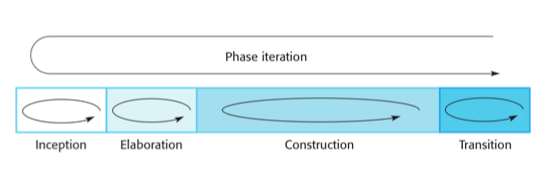 Phase iteration
Inception
Elaboration
Construction
Transition